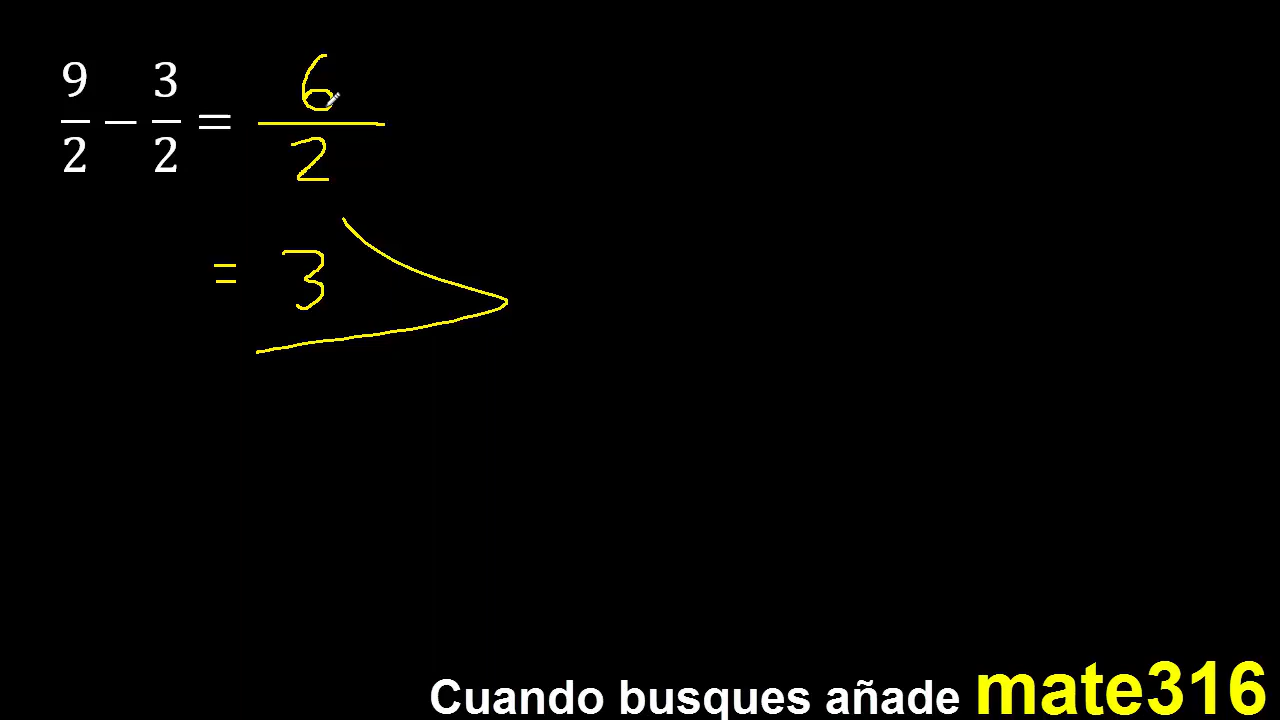 9/2 − 3/2 = 6/2
= 3
Cuando busques añade mate316